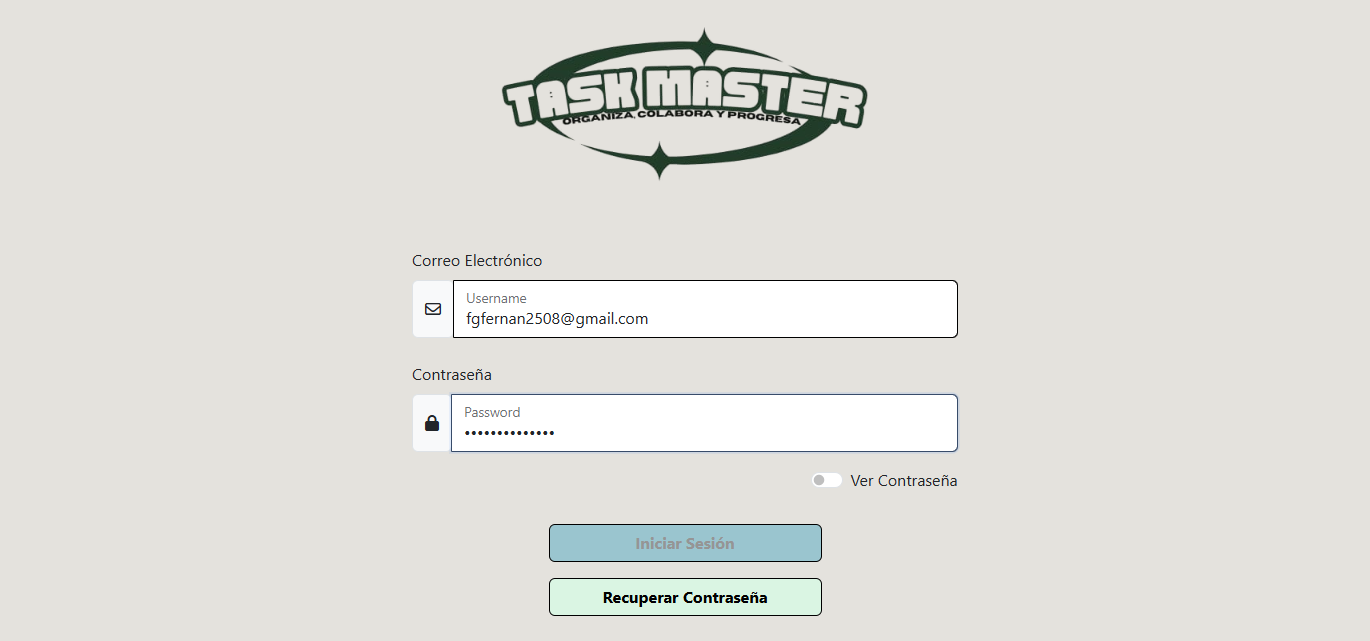 TASK MASTER
ORGANIZA, COLABORA Y PROGRESA
Correo Electrónico
Username
fgfernan2508@gmail.com
Contraseña
Password
••••••••••••••
Ver Contraseña
Iniciar Sesión
Recuperar Contraseña